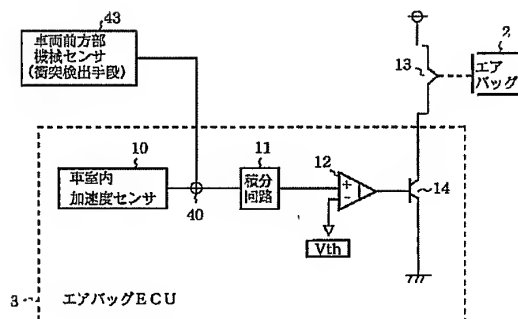 43
車両前方部
機械センサ
(衝突検出手段)
2
エア
バッグ
13
10
車室内
加速度センサ
40
11
積分
回路
12
+
-
Vth
14
3
エアバッグECU